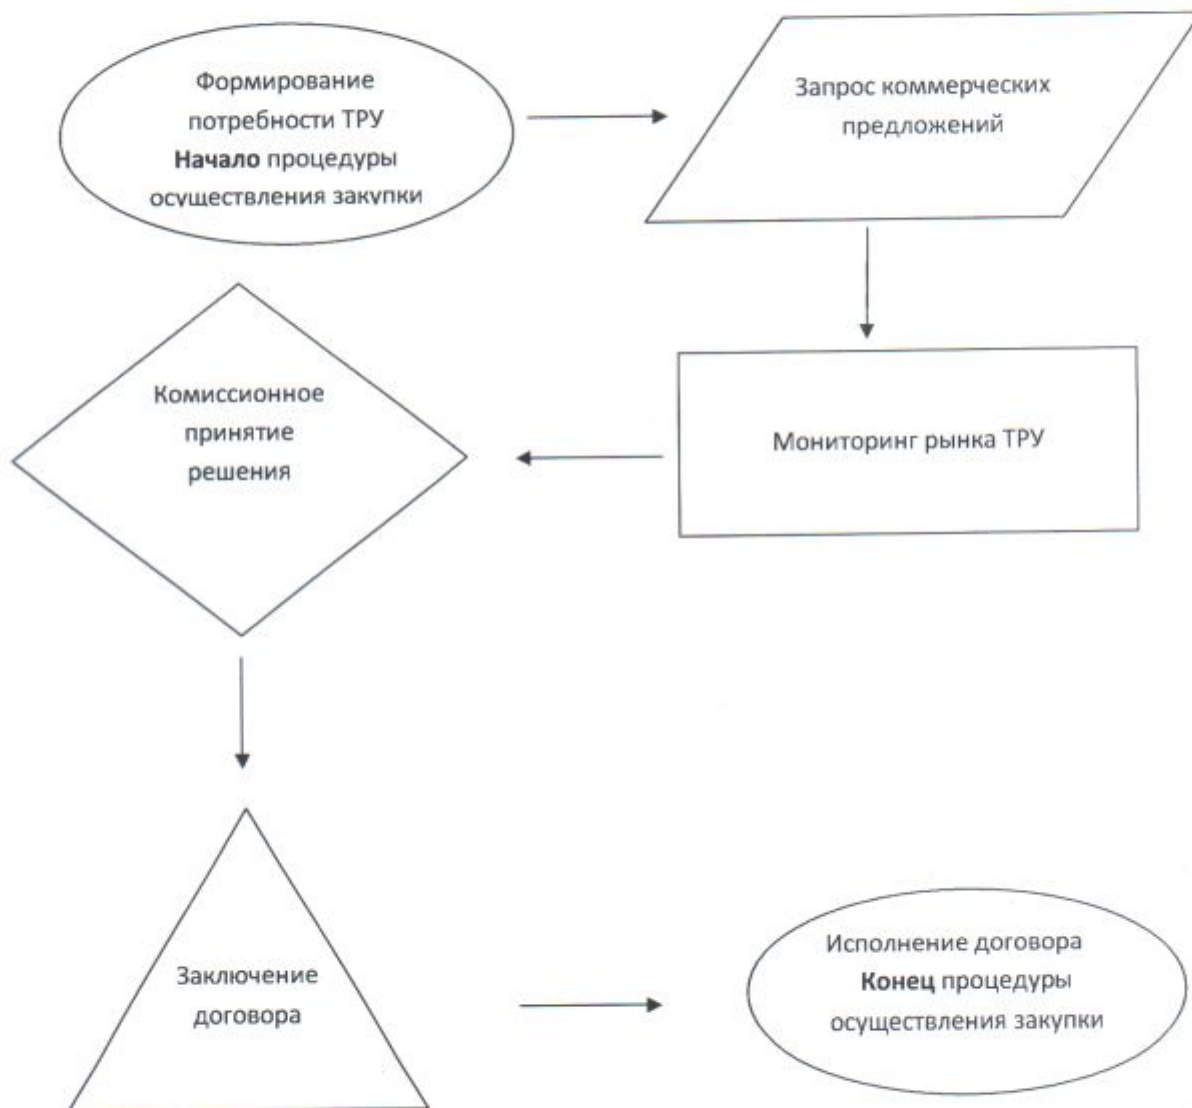 Формирование
потребности ТРУ
Начало процедуры
осуществления закупки
Запрос коммерческих
предложений
Мониторинг рынка ТРУ
Комиссионное
принятие
решения
Заключение
договора
Исполнение договора
Конец процедуры
осуществления закупки